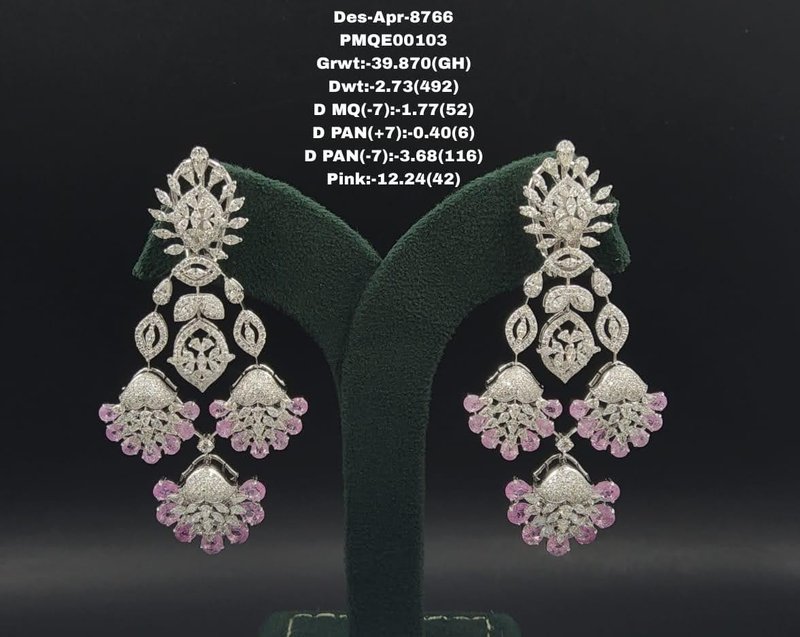 Des-Apr-8766
PMQE00103
Grwt:-39.870(GH)
Dwt:-2.73(492)
D MQ(-7):-1.77(52)
D PAN(+7):-0.40(6)
D PAN(-7):-3.68(116)
Pink:-12.24(42)